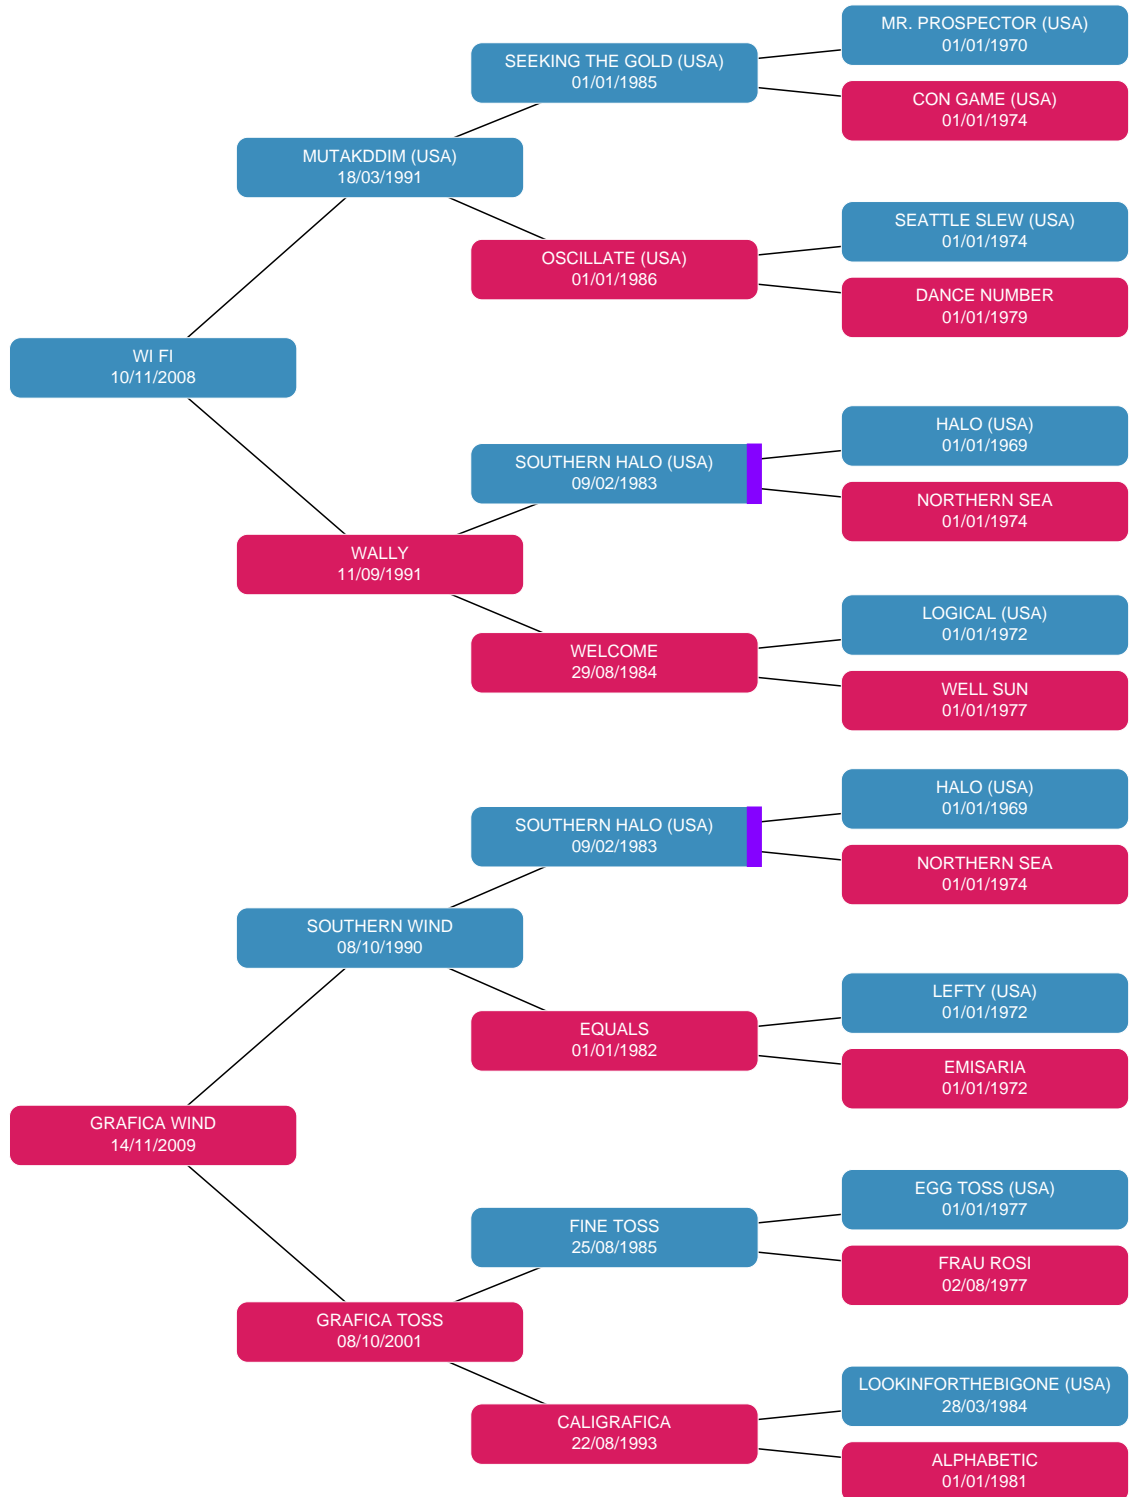 MR. PROSPECTOR (USA)
01/01/1970
SEEKING THE GOLD (USA)
01/01/1985
CON GAME (USA)
01/01/1974
MUTAKDDIM (USA)
18/03/1991
SEATTLE SLEW (USA)
01/01/1974
OSCILLATE (USA)
01/01/1986
DANCE NUMBER
01/01/1979
WI FI
10/11/2008
HALO (USA)
01/01/1969
SOUTHERN HALO (USA)
09/02/1983
NORTHERN SEA
01/01/1974
WALLY
11/09/1991
LOGICAL (USA)
01/01/1972
WELCOME
29/08/1984
WELL SUN
01/01/1977
HALO (USA)
01/01/1969
SOUTHERN HALO (USA)
09/02/1983
NORTHERN SEA
01/01/1974
SOUTHERN WIND
08/10/1990
LEFTY (USA)
01/01/1972
EQUALS
01/01/1982
EMISARIA
01/01/1972
GRAFICA WIND
14/11/2009
EGG TOSS (USA)
01/01/1977
FINE TOSS
25/08/1985
FRAU ROSI
02/08/1977
GRAFICA TOSS
08/10/2001
LOOKINFORTHEBIGONE (USA)
28/03/1984
CALIGRAFICA
22/08/1993
ALPHABETIC
01/01/1981